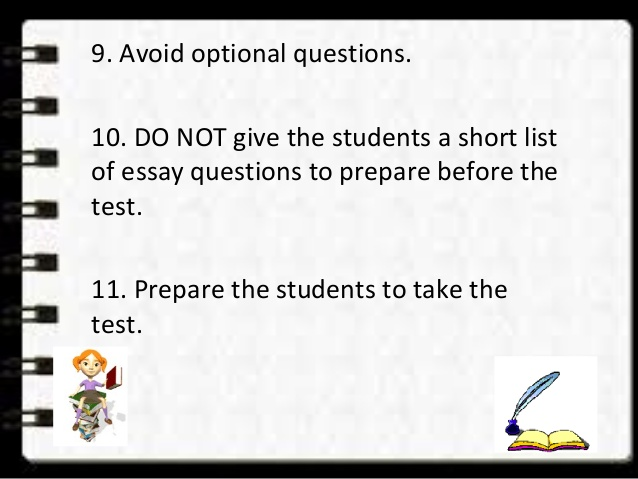 9. Avoid optional questions.
10. DO NOT give the students a short list
of essay questions to prepare before the
test.
11. Prepare the students to take the
test.